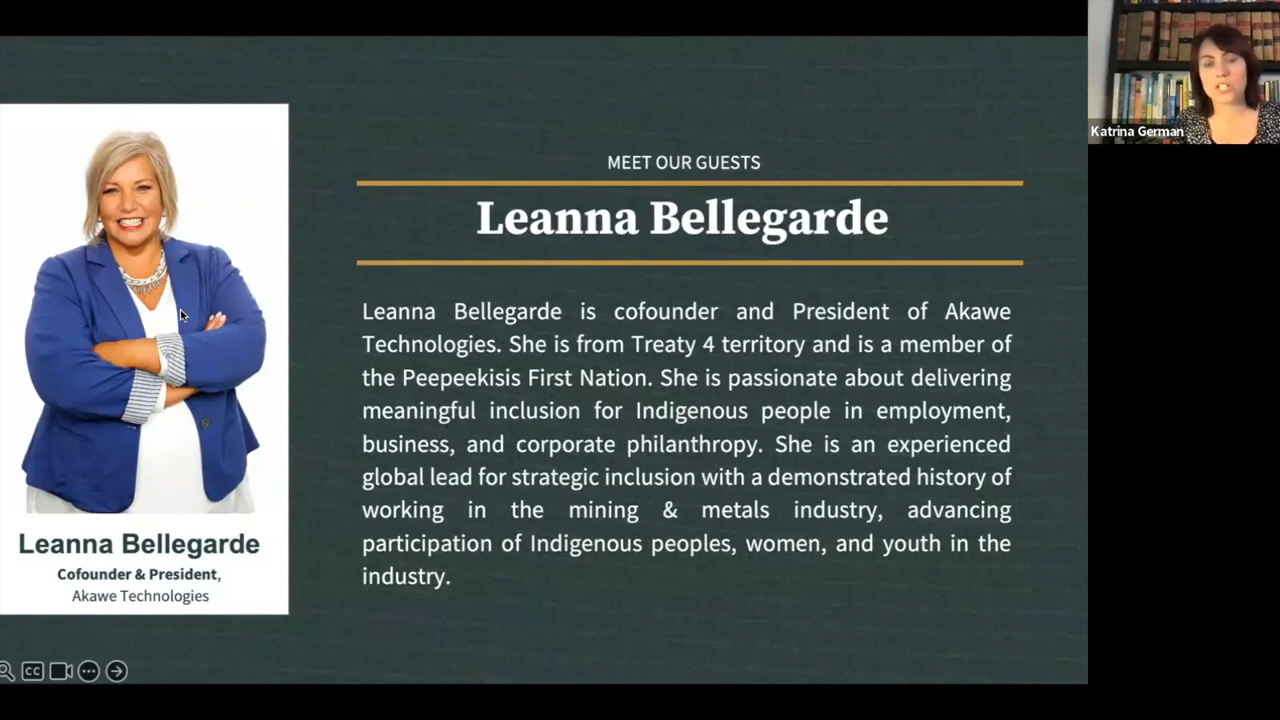 MEET OUR GUESTS
Leanna Bellegarde
Leanna Bellegarde is cofounder and President of Akawe
Technologies. She is from Treaty 4 territory and is a member of
the Peepeekisis First Nation. She is passionate about delivering
meaningful inclusion for Indigenous people in employment,
business, and corporate philanthropy. She is an experienced
global lead for strategic inclusion with a demonstrated history of
working in the mining & metals industry, advancing
participation of Indigenous peoples, women, and youth in the
industry.
Leanna Bellegarde
Cofounder & President,
Akawe Technologies
CC
Katrina German